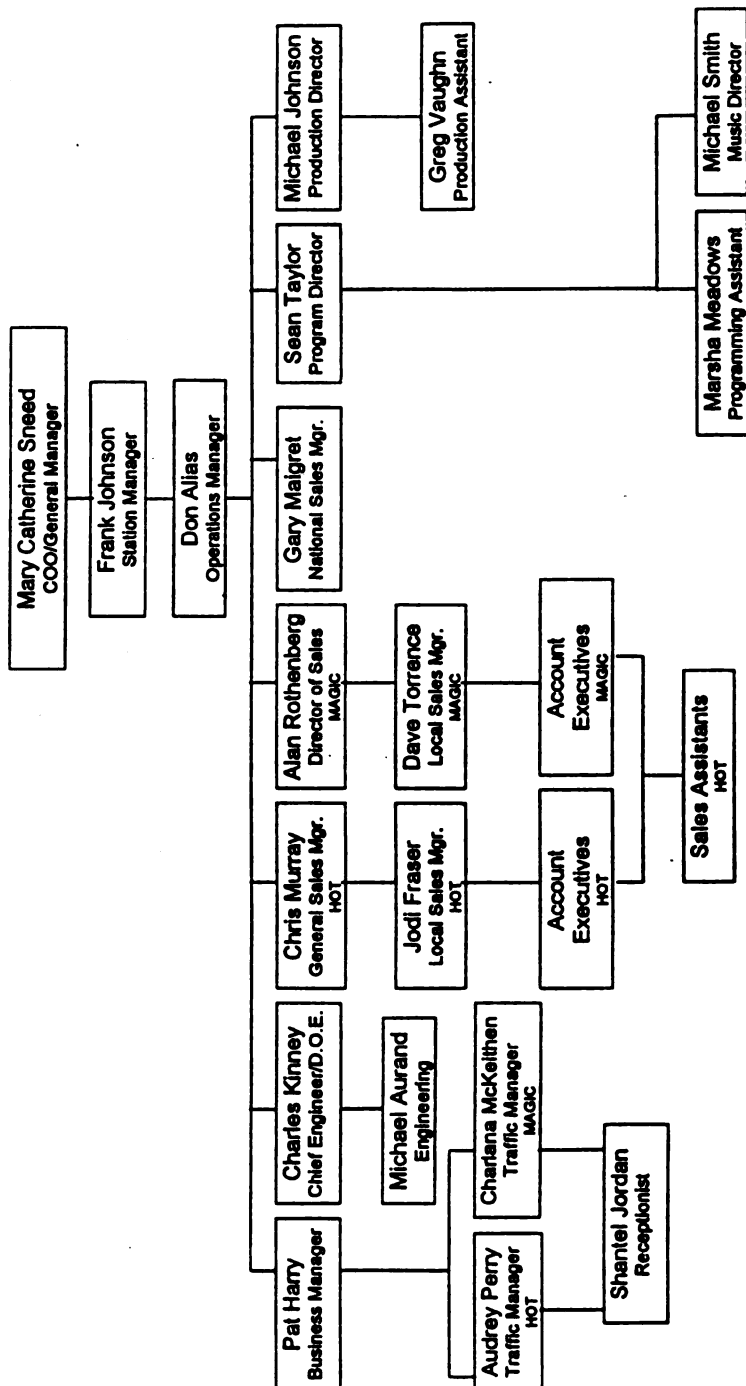 Mary Catherine Sneed
COO/General Manager
Frank Johnson
Station Manager
Don Alias
Operations Manager
Pat Harry
Business Manager
Charles Kinney
Chief Engineer/D.O.E.
Chris Murray
General Sales Mgr.
HOT
Alan Rothenberg
Director of Sales
MAGIC
Gary Maigret
National Sales Mgr.
Sean Taylor
Program Director
Michael Johnson
Production Director
Michael Aurand
Engineering
Jodi Fraser
Local Sales Mgr.
HOT
Dave Torrence
Local Sales Mgr.
MAGIC
Greg Vaughn
Production Assistant
Audrey Perry
Traffic Manager
HOT
Charlana McKeithen
Traffic Manager
MAGIC
Account
Executives
HOT
Account
Executives
MAGIC
Shantel Jordan
Receptionist
Sales Assistants
HOT
Marsha Meadows
Programming Assistant
Michael Smith
Music Director